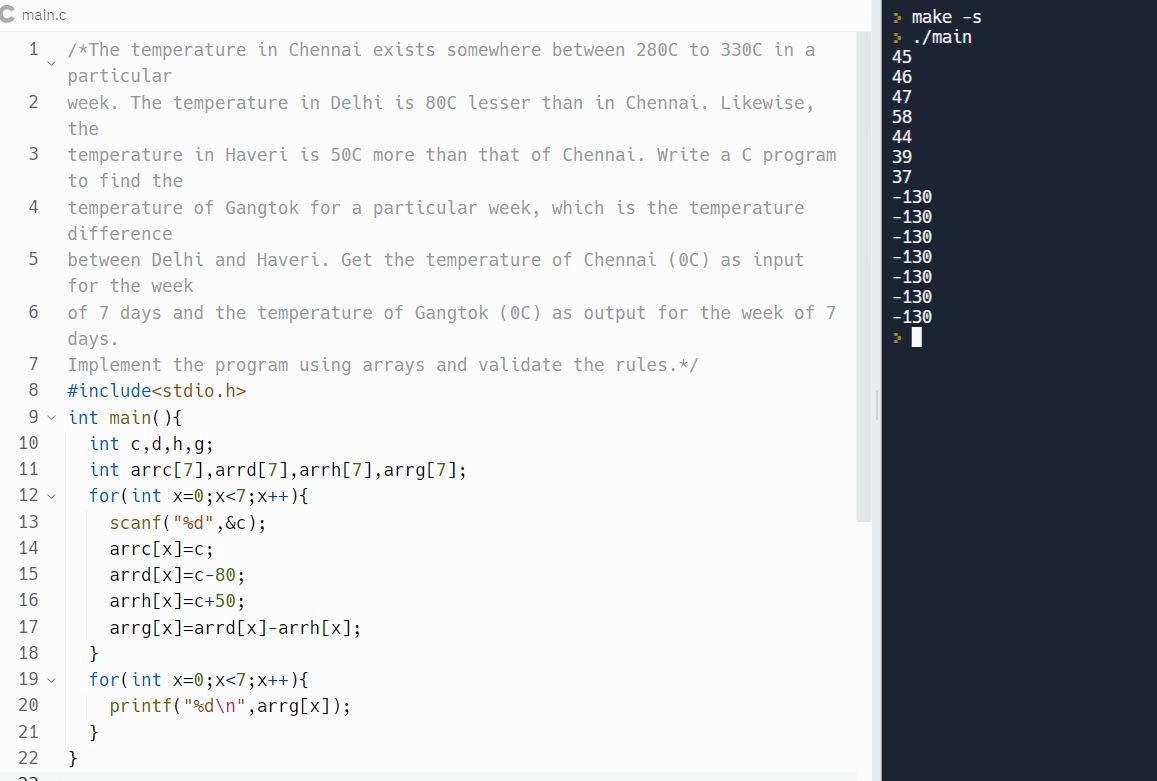 main.c
1 /*The temperature in Chennai exists somewhere between 280C to 330C in a
particular
2 week. The temperature in Delhi is 80C lesser than in Chennai. Likewise,
the
3 temperature in Haveri is 50C more than that of Chennai. Write a C program
to find the
4 temperature of Gangtok for a particular week, which is the temperature
difference
5 between Delhi and Haveri. Get the temperature of Chennai (0C) as input
for the week
6 of 7 days and the temperature of Gangtok (0C) as output for the week of 7
days.
7 Implement the program using arrays and validate the rules.*/
8 #include<stdio.h>
9 int main(){
10 int c,d,h,g;
11 int arrc[7],arrd[7],arrh[7],arrg[7];
12 for(int x=0;x<7;x++){
13 scanf("%d",&c);
14 arrc[x]=c;
15 arrd[x]=c-80;
16 arrh[x]=c+50;
17 arrg[x]=arrd[x]-arrh[x];
18 }
19 for(int x=0;x<7;x++){
20 printf("%d\n",arrg[x]);
21 }
22 }
> make -s
> ./main
45
46
47
58
44
39
37
-130
-130
-130
-130
-130
-130
-130
>